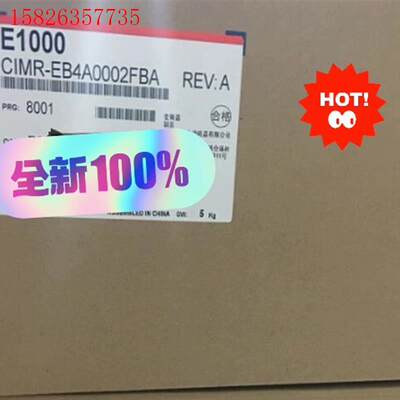 15826357735
E1000
CIMR-EB4A0002FBA
REV: A
PRG: 8001
合格
HOT!
全新100%
ASSEMBLED IN CHINA
5 Kg